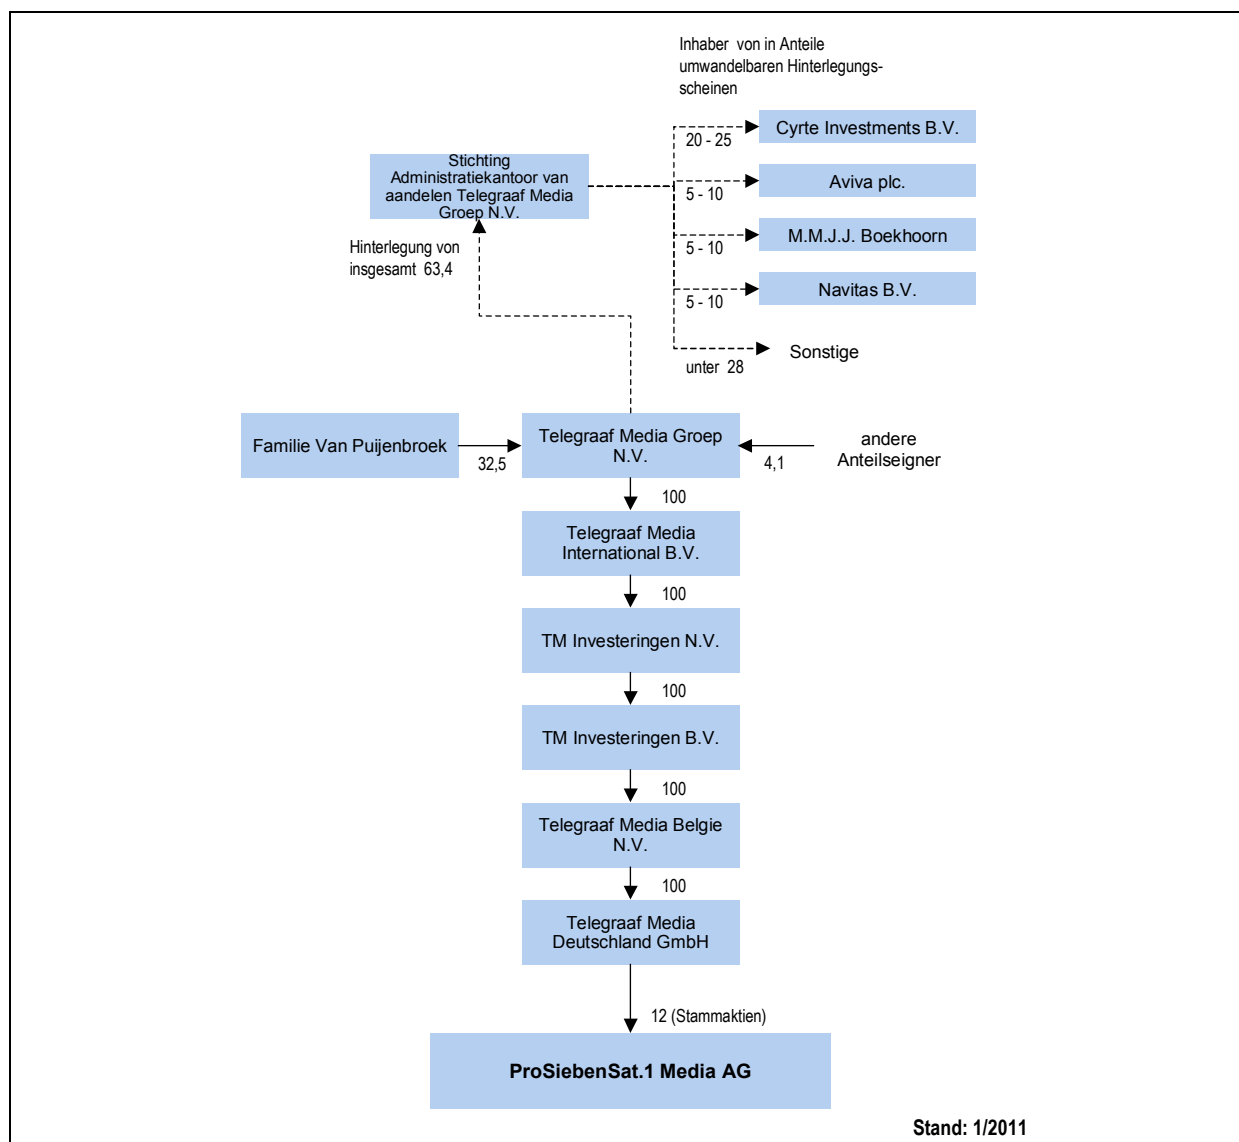 Inhaber von in Anteile
umwandelbaren Hinterlegungs-
scheinen
Cyrte Investments B.V.
20 - 25
Stichting
Administratiekantoor van
aandelen Telegraaf Media
Groep N.V.
Aviva plc.
5 - 10
M.M.J.J. Boekhoorn
5 - 10
Hinterlegung von
insgesamt 63,4
Navitas B.V.
5 - 10
Sonstige
unter 28
Familie Van Puijenbroek
32,5
Telegraaf Media Groep
N.V.
4,1
andere
Anteilseigner
100
Telegraaf Media
International B.V.
100
TM Investeringen N.V.
100
TM Investeringen B.V.
100
Telegraaf Media Belgie
N.V.
100
Telegraaf Media
Deutschland GmbH
12 (Stammaktien)
ProSiebenSat.1 Media AG
Stand: 1/2011